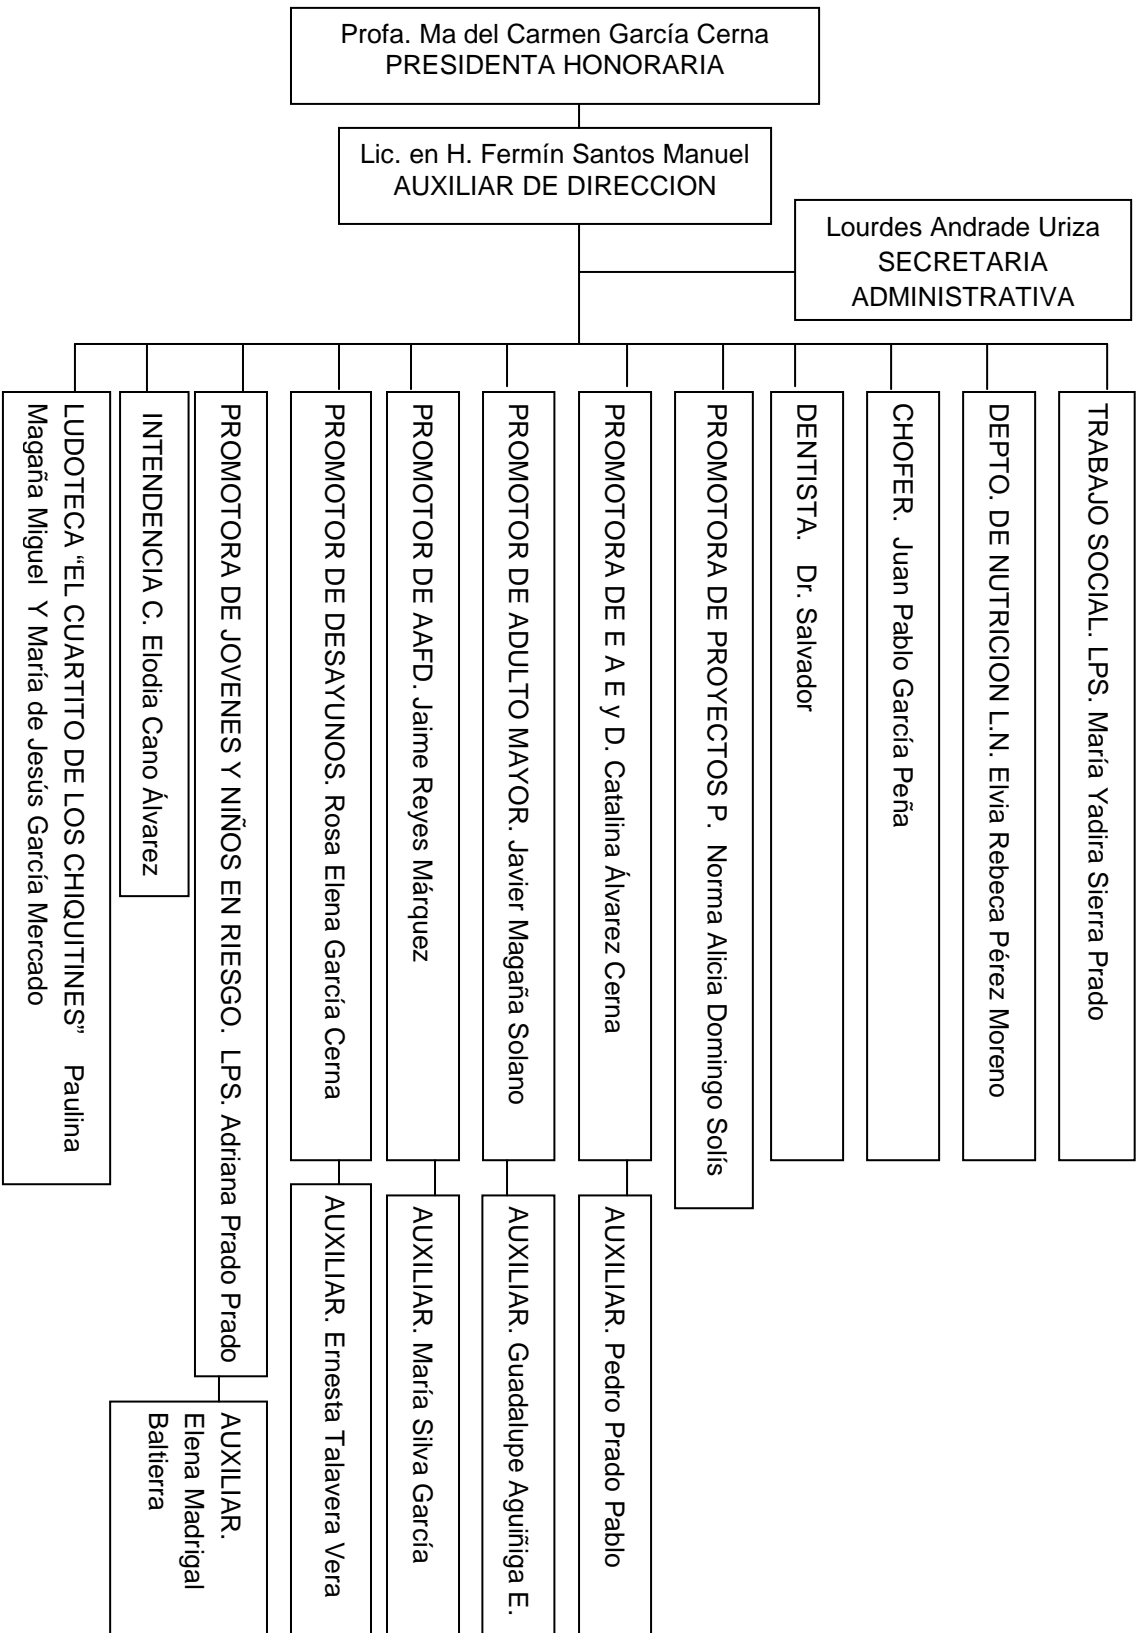 Profa. Ma del Carmen García Cerna
PRESIDENTA HONORARIA
Lic. en H. Fermín Santos Manuel
AUXILIAR DE DIRECCION
Lourdes Andrade Uriza
SECRETARIA
ADMINISTRATIVA
LUDOTECA “EL CUARTITO DE LOS CHIQUITINES” Paulina
Magaña Miguel Y María de Jesús García Mercado
INTENDENCIA C. Elodia Cano Álvarez
PROMOTORA DE JOVENES Y NIÑOS EN RIESGO. LPS. Adriana Prado Prado
PROMOTOR DE DESAYUNOS. Rosa Elena García Cerna
PROMOTOR DE AAFD. Jaime Reyes Márquez
PROMOTOR DE ADULTO MAYOR. Javier Magaña Solano
PROMOTORA DE E A E y D. Catalina Álvarez Cerna
PROMOTORA DE PROYECTOS P. Norma Alicia Domingo Solís
DENTISTA. Dr. Salvador
CHOFER. Juan Pablo García Peña
DEPTO. DE NUTRICION L.N. Elvia Rebeca Pérez Moreno
TRABAJO SOCIAL. LPS. María Yadira Sierra Prado
AUXILIAR.
Elena Madrigal
Baltierra
AUXILIAR. Ernesta Talavera Vera
AUXILIAR. María Silva García
AUXILIAR. Guadalupe Aguiñiga E.
AUXILIAR. Pedro Prado Pablo